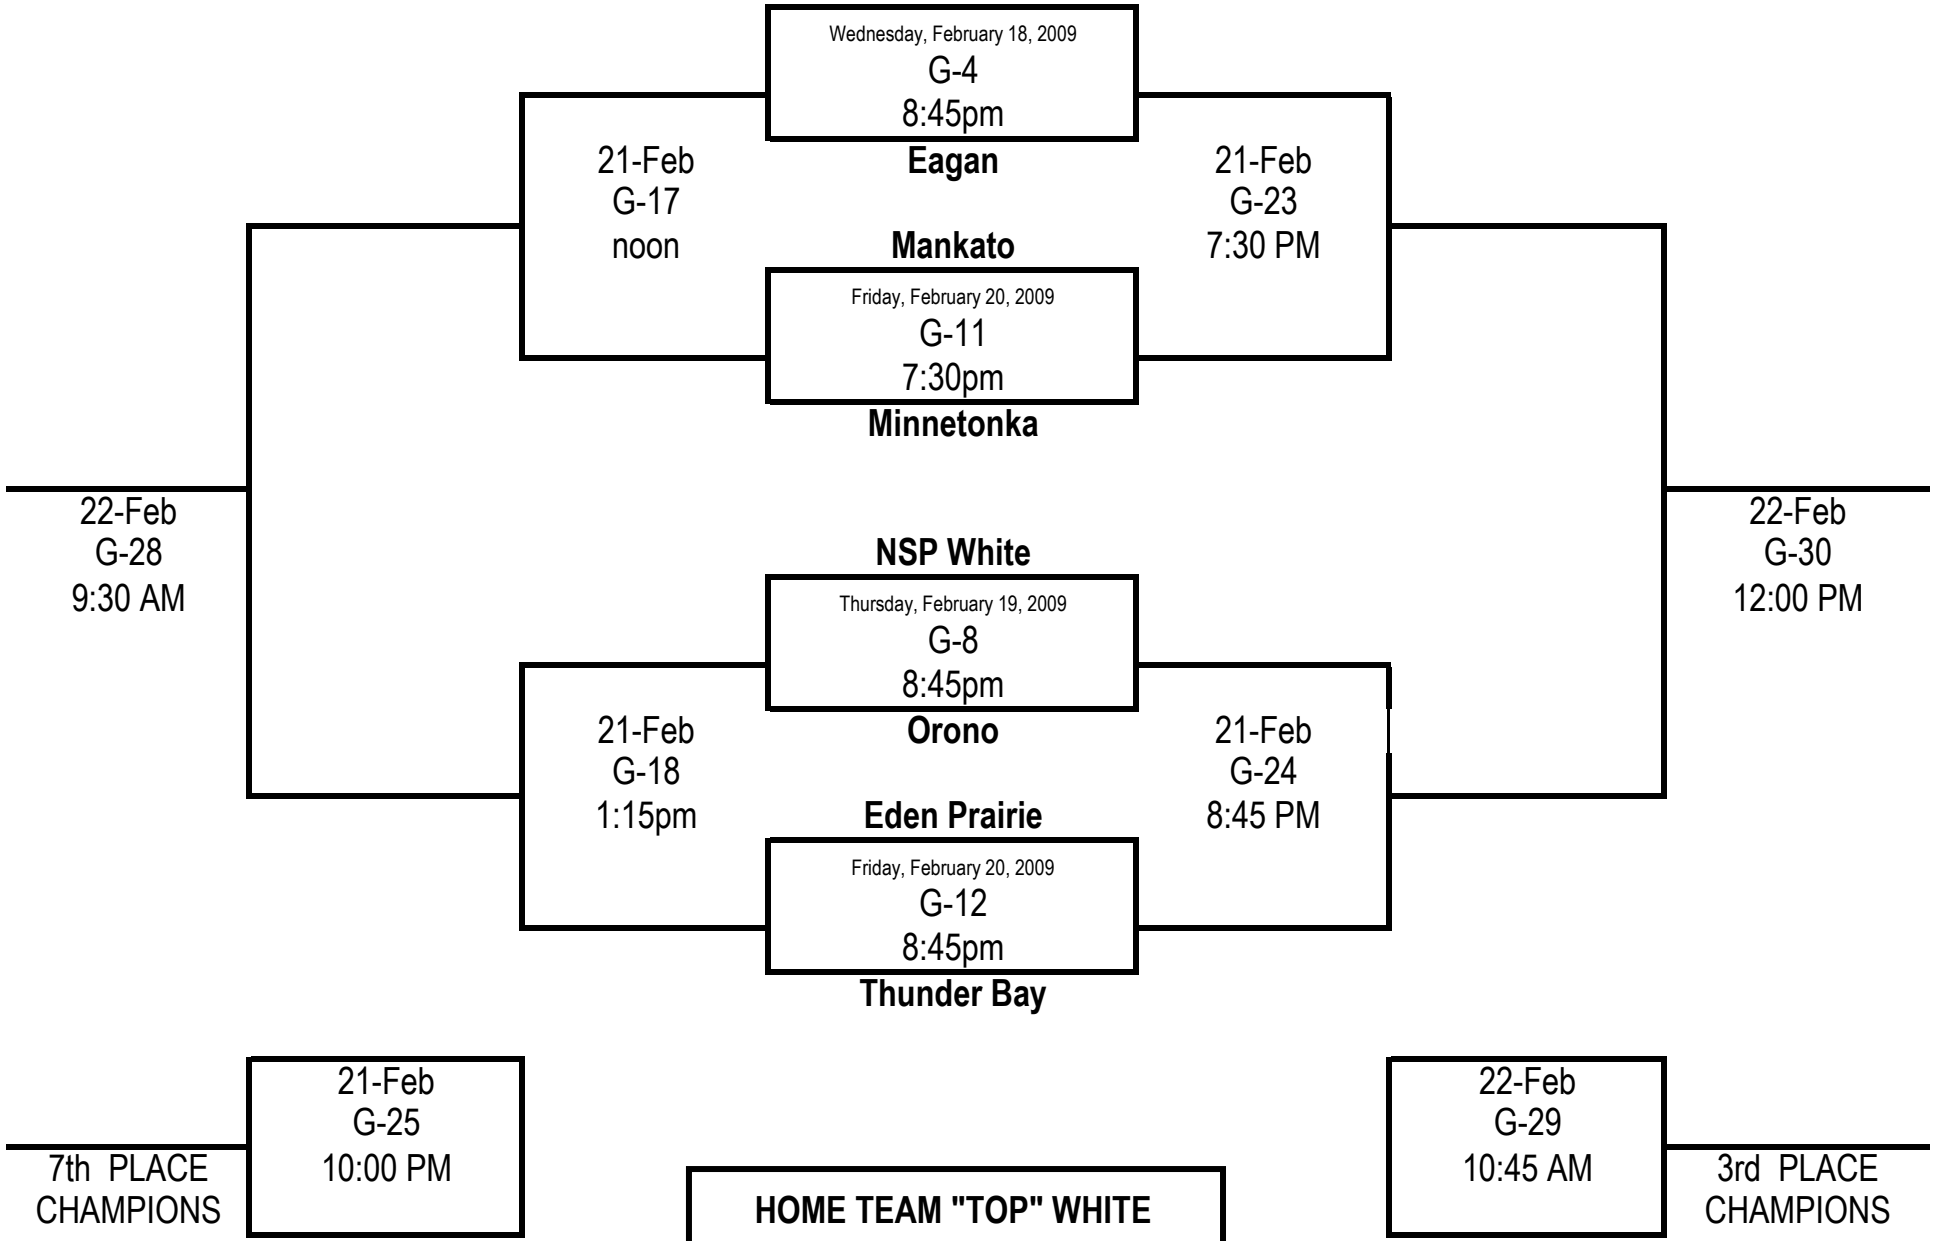 Wednesday, February 18, 2009
G-4
8:45pm
Eagan
21-Feb
G-17
noon
21-Feb
G-23
7:30 PM
Mankato
Friday, February 20, 2009
G-11
7:30pm
Minnetonka
22-Feb
G-28
9:30 AM
22-Feb
G-30
12:00 PM
NSP White
Thursday, February 19, 2009
G-8
8:45pm
Orono
21-Feb
G-18
1:15pm
21-Feb
G-24
8:45 PM
Eden Prairie
Friday, February 20, 2009
G-12
8:45pm
Thunder Bay
21-Feb
G-25
10:00 PM
7th PLACE
CHAMPIONS
22-Feb
G-29
10:45 AM
3rd PLACE
CHAMPIONS
HOME TEAM "TOP" WHITE